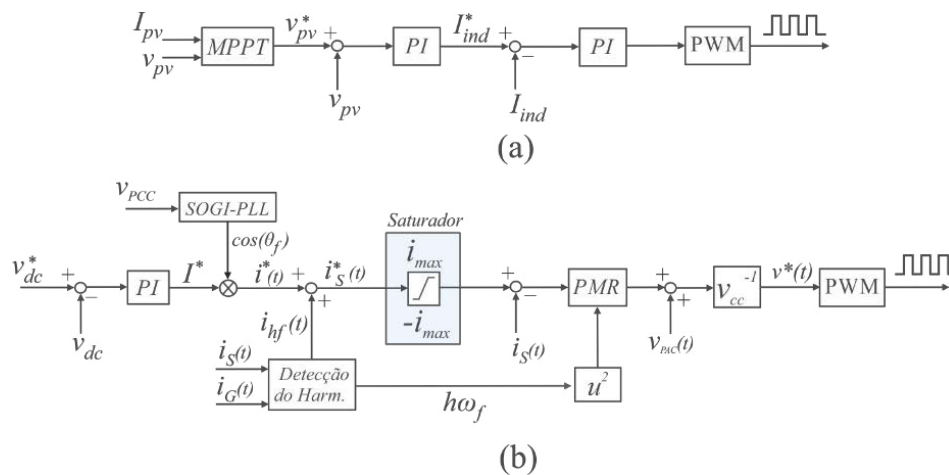 I_pv
v_pv
MPPT
v*_pv
+
v_pv
PI
I*_ind
+
−
I_ind
PI
PWM
(a)
v_PCC
SOGI-PLL
cos(θ_f)
v*_dc
+
−
v_dc
PI
I*
i*(t)
+
+
i*_S(t)
i_hf(t)
i_S(t)
i_G(t)
Detecção
do Harm.
hω_f
Saturador
i_max
-i_max
+
−
i_S(t)
PMR
u²
+
+
v_PAC(t)
v_cc⁻¹
v*(t)
PWM
(b)